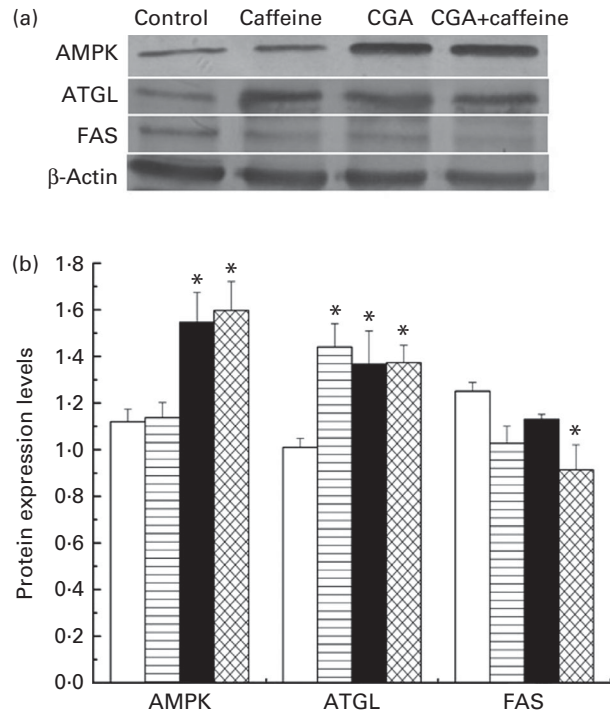 (a)
Control Caffeine CGA CGA+caffeine
AMPK
ATGL
FAS
β-Actin
(b)
Protein expression levels
1·8
1·6
1·4
1·2
1·0
0·8
0·6
0·4
0·2
0·0
* *
* * *
*
AMPK ATGL FAS